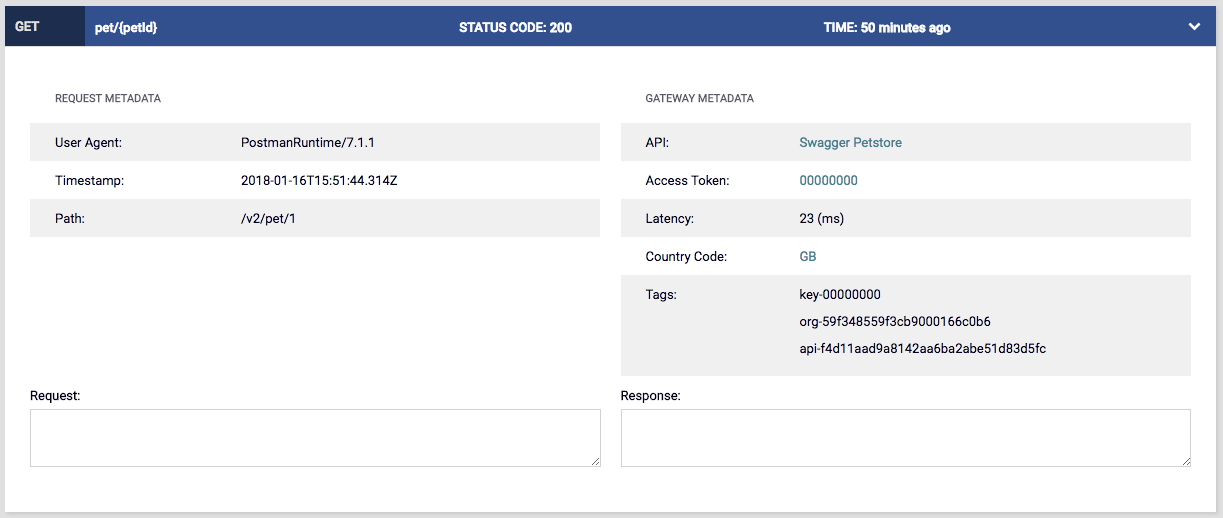 GET pet/{petId} STATUS CODE: 200 TIME: 50 minutes ago
REQUEST METADATA
User Agent: PostmanRuntime/7.1.1
Timestamp: 2018-01-16T15:51:44.314Z
Path: /v2/pet/1
GATEWAY METADATA
API: Swagger Petstore
Access Token: 00000000
Latency: 23 (ms)
Country Code: GB
Tags: key-00000000
org-59f348559f3cb9000166c0b6
api-f4d11aad9a8142aa6ba2abe51d83d5fc
Request:
Response: